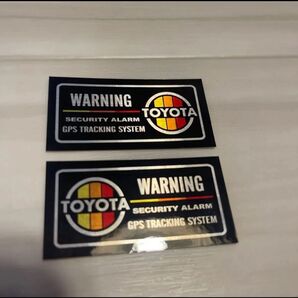 WARNING
TOYOTA
SECURITY ALARM
GPS TRACKING SYSTEM
TOYOTA
WARNING
SECURITY ALARM
GPS TRACKING SYSTEM